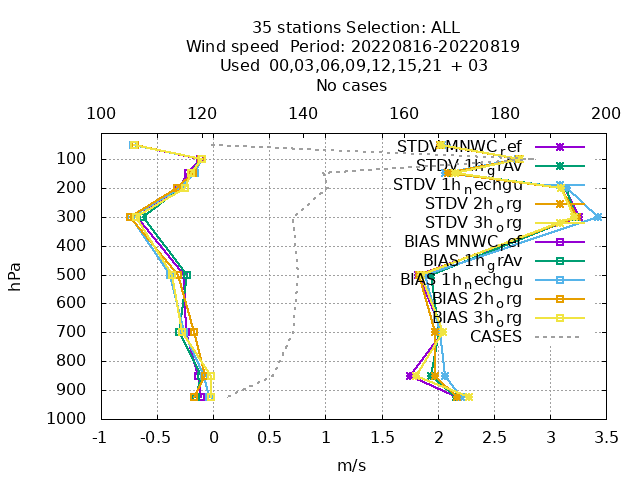 35 stations Selection: ALL
Wind speed  Period: 20220816-20220819
Used  00,03,06,09,12,15,21  + 03
No cases
100 120 140 160 180 200
STDV MNWC_ref
100
STDV 1h_grAv
200
STDV 1h_nechgu
STDV 2h_org
300
STDV 3h_org
400
BIAS MNWC_ref
BIAS 1h_grAv
500
BIAS 1h_nechgu
600
BIAS 2h_org
BIAS 3h_org
700
CASES
800
900
1000
hPa
-1 -0.5 0 0.5 1 1.5 2 2.5 3 3.5
m/s